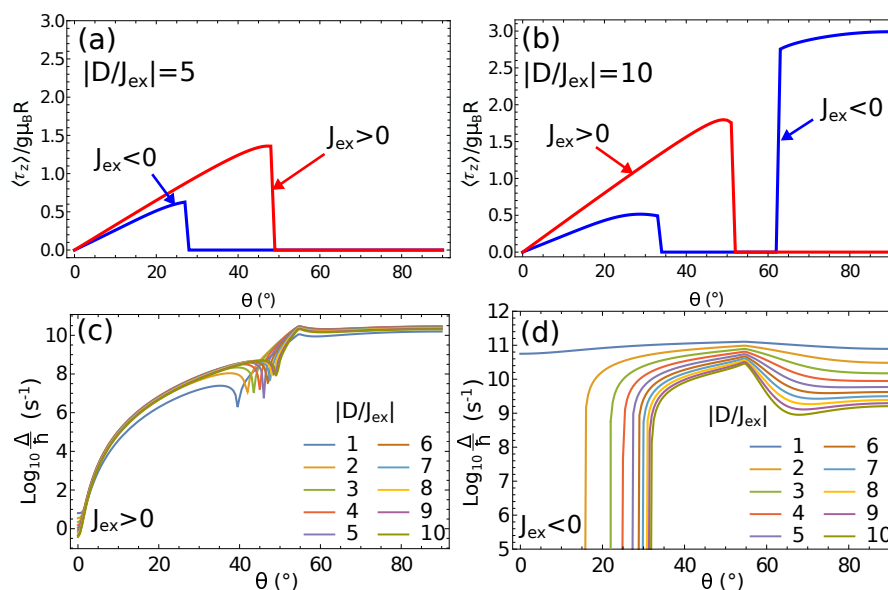 (a)
|D/Jex|=5
Jex<0
Jex>0
⟨τz⟩/gμBR
3.0
2.5
2.0
1.5
1.0
0.5
0.0
0 20 40 60 80
θ (°)
(b)
|D/Jex|=10
Jex>0
Jex<0
⟨τz⟩/gμBR
3.0
2.5
2.0
1.5
1.0
0.5
0.0
0 20 40 60 80
θ (°)
(c)
Log10 Δ/ħ (s-1)
10
8
6
4
2
0
|D/Jex|
1 6
2 7
3 8
4 9
5 10
Jex>0
0 20 40 60 80
θ (°)
(d)
Log10 Δ/ħ (s-1)
12
11
10
9
8
7
6
5
|D/Jex|
1 6
2 7
3 8
4 9
5 10
Jex<0
0 20 40 60 80
θ (°)